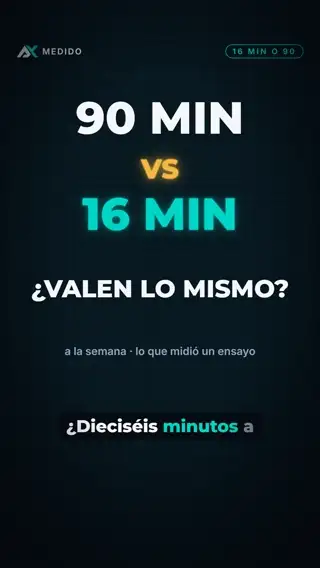 AX MEDIDO
16 MIN O 90
90 MIN
VS
16 MIN
¿VALEN LO MISMO?
a la semana · lo que midió un ensayo
¿Dieciséis minutos a